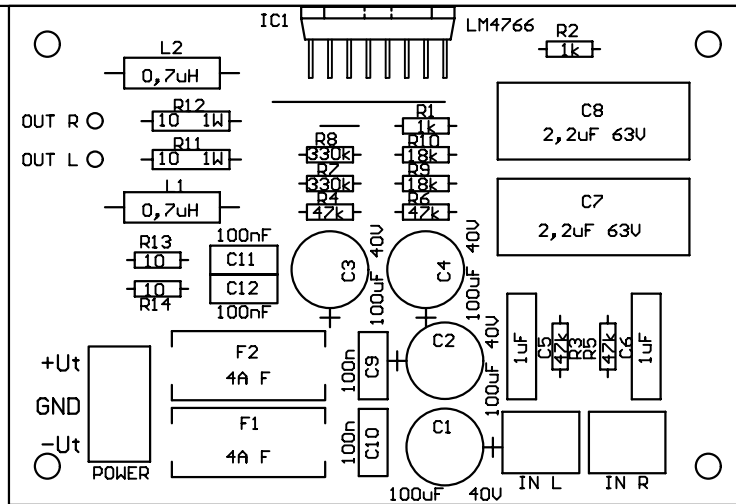 IC1
LM4766
R2
1k
L2
0,7uH
C8
2,2uF 63V
R12
10 1W
OUT R
R1
1k
R11
10 1W
OUT L
R8
330k
R10
18k
R7
330k
R9
18k
L1
0,7uH
R4
47k
R6
47k
C7
2,2uF 63V
100nF
C11
R13
10
40V
C3
100uF
40V
C4
100uF
10
R14
C12
100nF
+Ut
GND
-Ut
POWER
F2
4A F
F1
4A F
100n
C9
100n
C10
C2
40V
100uF
C1
100uF 40V
1uF
C5
47k
R3
R5
47k
C6
1uF
IN L
IN R